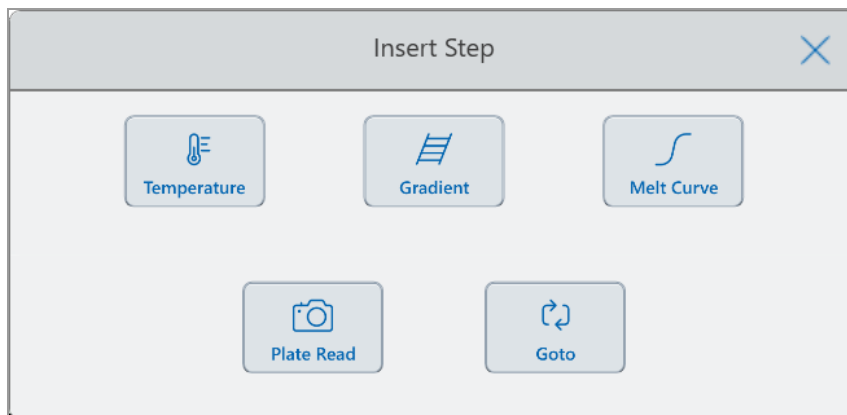 Insert Step
Temperature
Gradient
Melt Curve
Plate Read
Goto